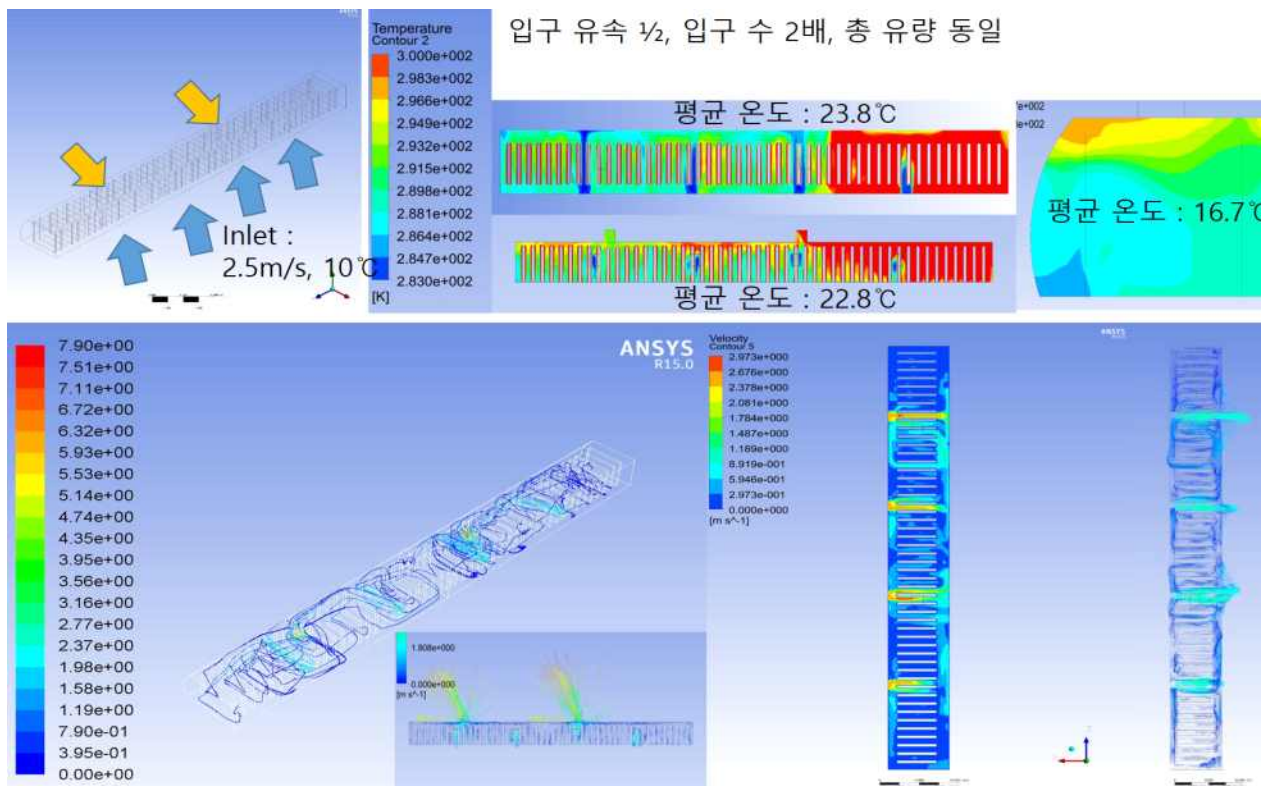 입구 유속 ½, 입구 수 2배, 총 유량 동일
Inlet :
2.5m/s, 10℃
Temperature
Contour 2
3.000e+002
2.983e+002
2.966e+002
2.949e+002
2.932e+002
2.915e+002
2.898e+002
2.881e+002
2.864e+002
2.847e+002
2.830e+002
[K]
평균 온도 : 23.8℃
평균 온도 : 22.8℃
e+002
e+002
평균 온도 : 16.7℃
7.90e+00
7.51e+00
7.11e+00
6.72e+00
6.32e+00
5.93e+00
5.53e+00
5.14e+00
4.74e+00
4.35e+00
3.95e+00
3.56e+00
3.16e+00
2.77e+00
2.37e+00
1.98e+00
1.58e+00
1.19e+00
7.90e-01
3.95e-01
0.00e+00
ANSYS
R15.0
1.808e+000
0.000e+000
[m s^-1]
Velocity
Contour 5
2.973e+000
2.676e+000
2.378e+000
2.081e+000
1.784e+000
1.487e+000
1.189e+000
8.919e-001
5.946e-001
2.973e-001
0.000e+000
[m s^-1]
ANSYS